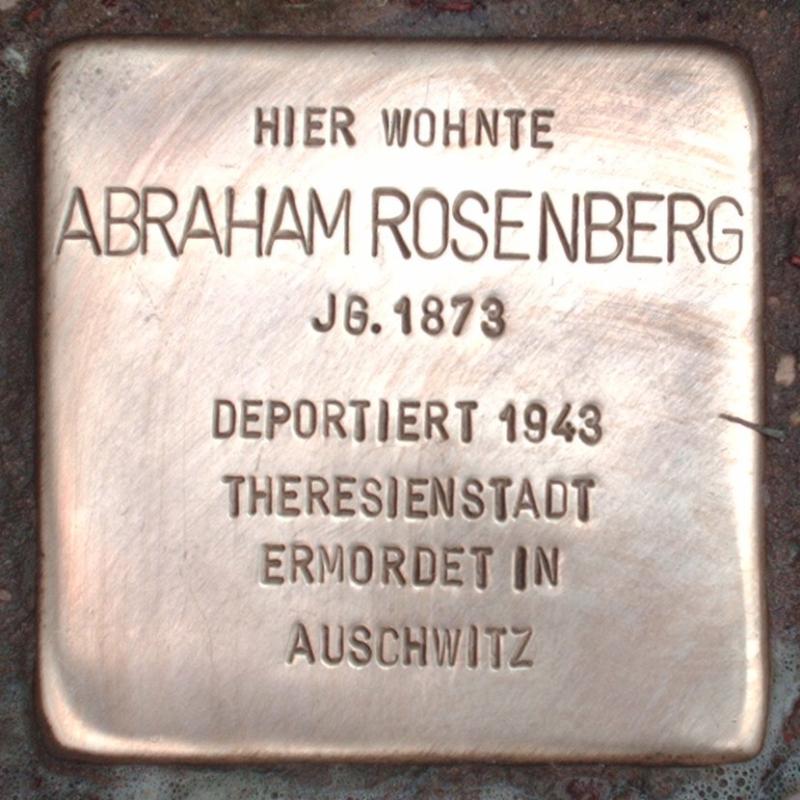 HIER WOHNTE
ABRAHAM ROSENBERG
JG. 1873
DEPORTIERT 1943
THERESIENSTADT
ERMORDET IN
AUSCHWITZ